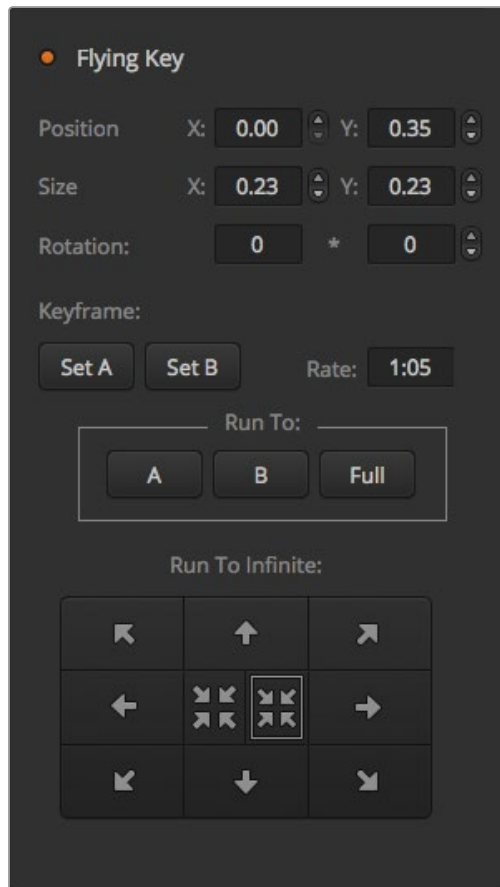 Flying Key
Position X: 0.00 Y: 0.35
Size X: 0.23 Y: 0.23
Rotation: 0 * 0
Keyframe:
Set A Set B Rate: 1:05
Run To:
A B Full
Run To Infinite: